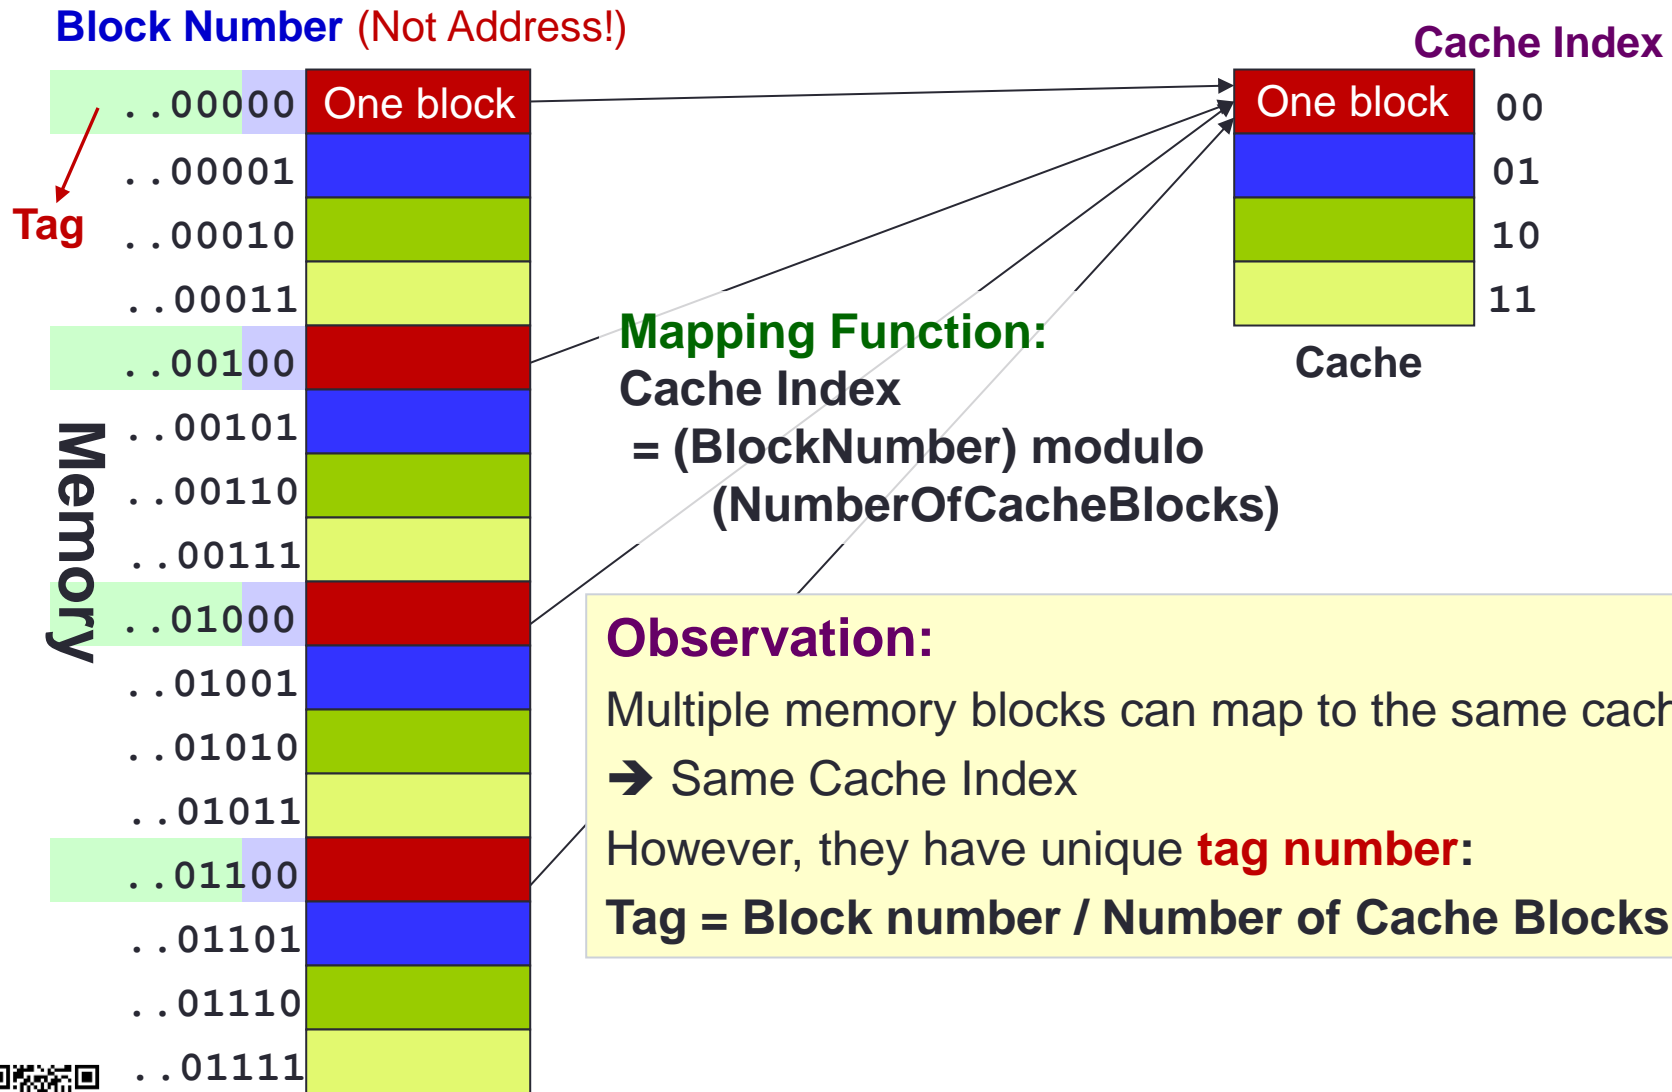 Block Number (Not Address!)
Cache Index
..00000 One block
One block 00
..00001
01
Tag
..00010
10
..00011
11
Mapping Function:
..00100
Cache
Cache Index
Memory
..00101
= (BlockNumber) modulo
..00110
(NumberOfCacheBlocks)
..00111
..01000
Observation:
..01001
Multiple memory blocks can map to the same
..01010
➔ Same Cache Index
..01011
However, they have unique tag number:
..01100
Tag = Block number / Number of Cache Blocks
..01101
..01110
..01111